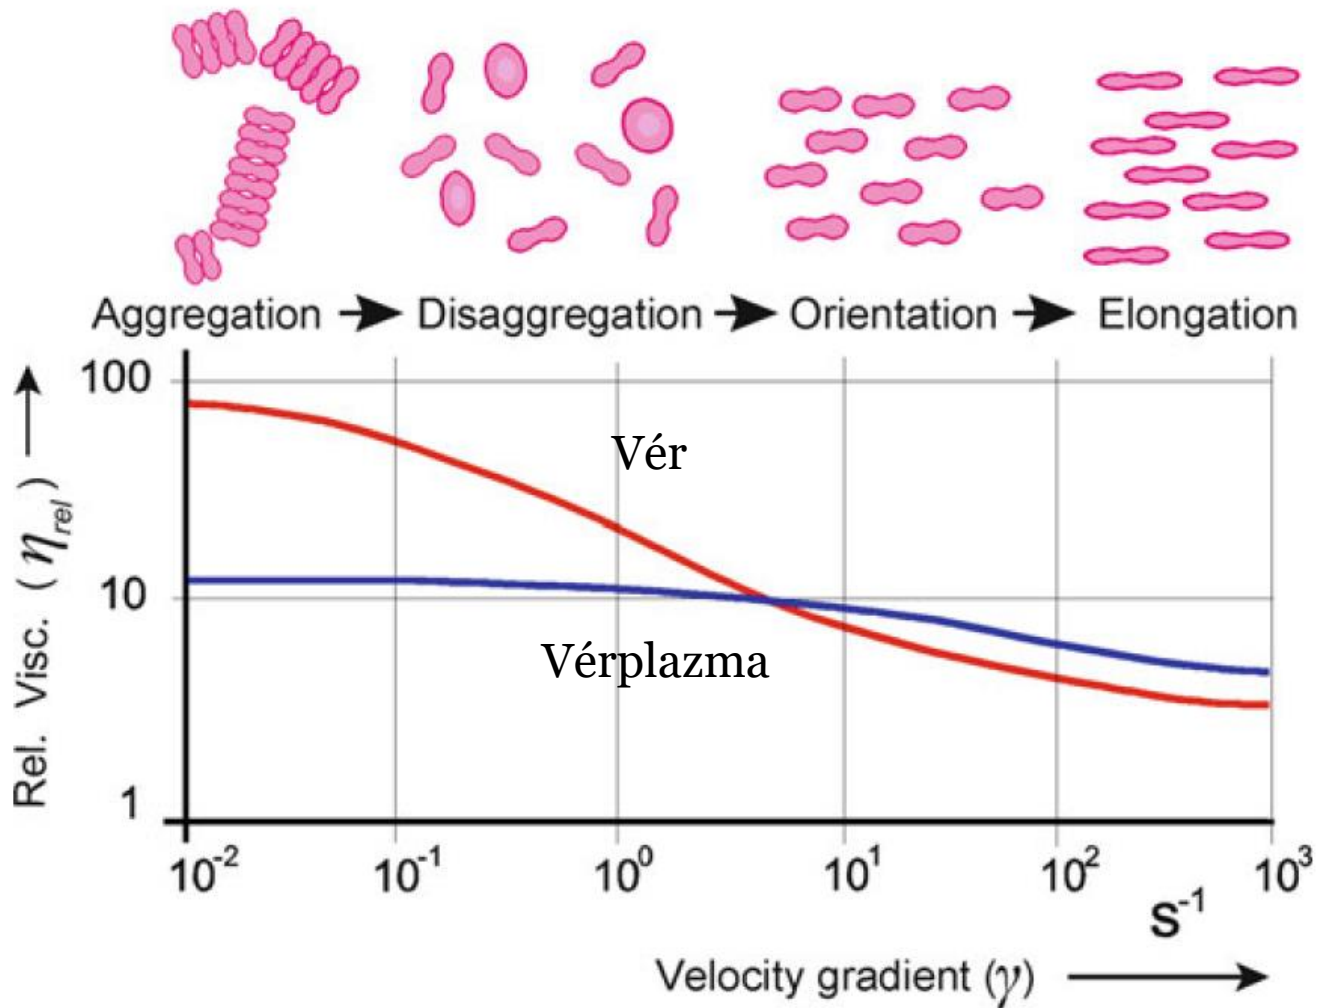 Aggregation → Disaggregation → Orientation → Elongation
100
10
1
Rel. Visc. (η_rel) →
Vér
Vérplazma
10⁻² 10⁻¹ 10⁰ 10¹ 10² 10³
s⁻¹
Velocity gradient (γ) →